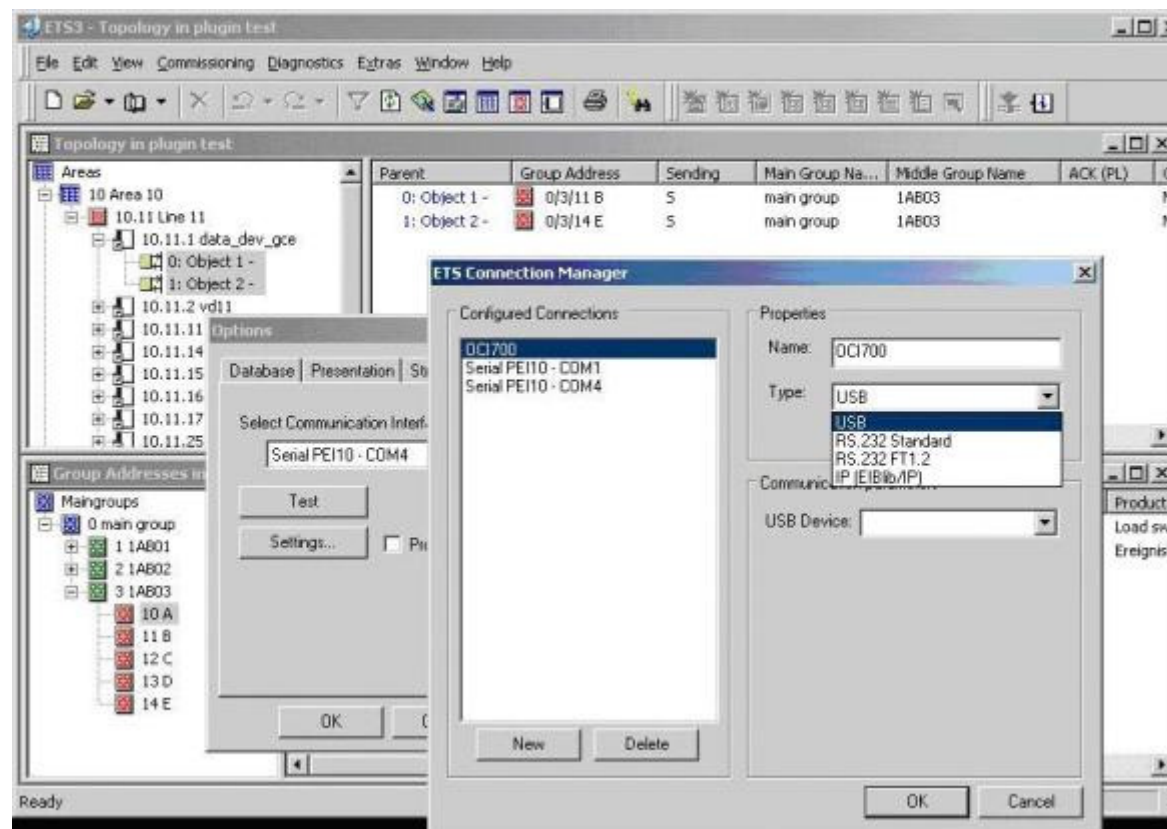 ETS3 - Topology in plugin test
File Edit View Commissioning Diagnostics Extras Window Help
Topology in plugin test
Areas
10 Area 10
10.11 Line 11
10.11.1 data_dev_gce
0: Object 1 -
1: Object 2 -
10.11.2 vd11
10.11.11
10.11.14
10.11.15
10.11.16
10.11.17
10.11.25
Parent Group Address Sending Main Group Na... Middle Group Name ACK (PL)
0: Object 1 - 0/3/11 B S main group 1AB03
1: Object 2 - 0/3/14 E S main group 1AB03
Group Addresses in
Maingroups
0 main group
1 1AB01
2 1AB02
3 1AB03
10 A
11 B
12 C
13 D
14 E
Product
Load sw
Ereignis
Options
Database Presentation
Select Communication Interf
Serial PEI10 - COM4
Test
Settings...
OK
ETS Connection Manager
Configured Connections
OCI700
Serial PEI10 - COM1
Serial PEI10 - COM4
New Delete
Properties
Name: OCI700
Type: USB
USB
RS.232 Standard
RS.232 FT1.2
IP (EIBlib/IP)
USB Device:
OK Cancel
Ready